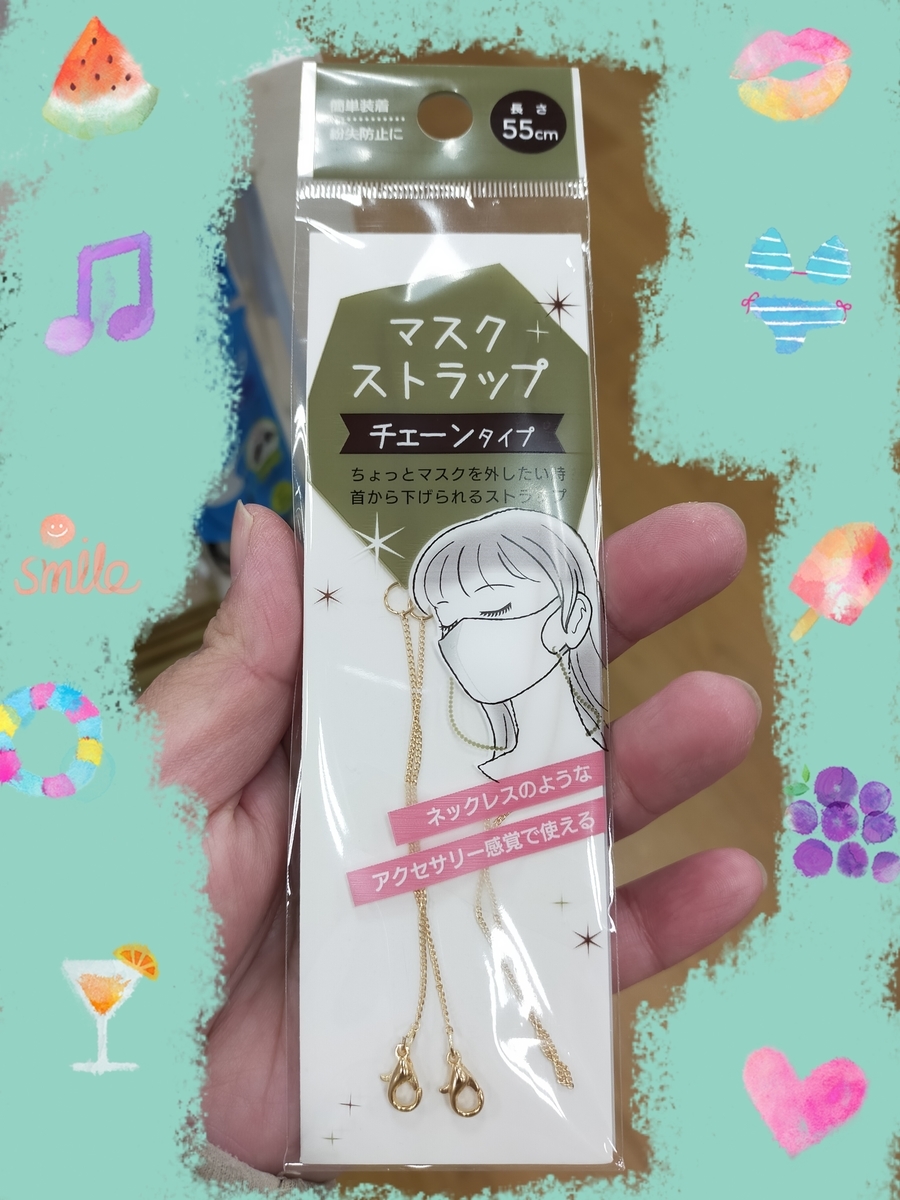 簡単装着
紛失防止に
長さ
55cm
マスク
ストラップ
チェーンタイプ
ちょっとマスクを外したい時
首から下げられるストラップ
smile
ネックレスのような
アクセサリー感覚で使える